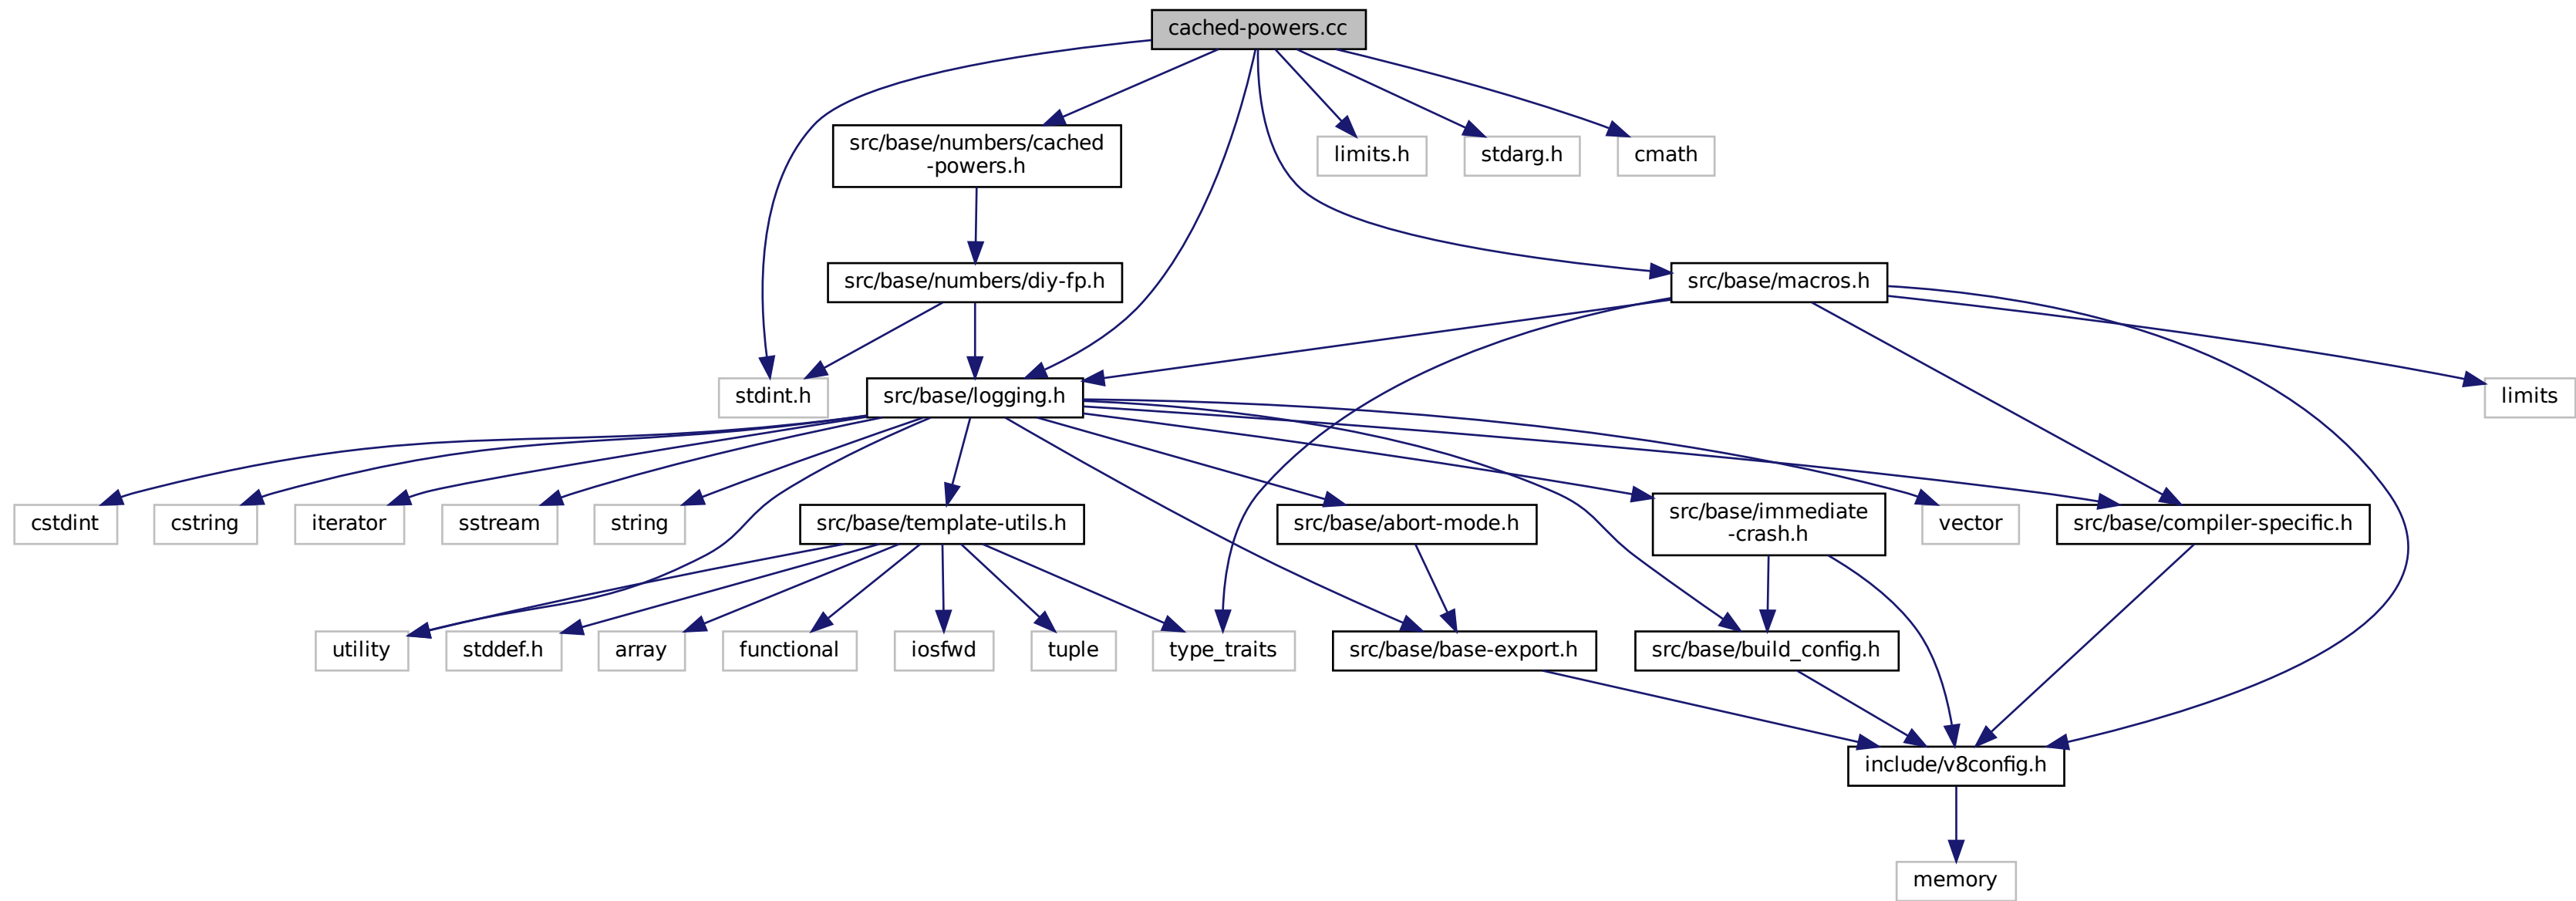 cached-powers.cc
src/base/numbers/cached
-powers.h
limits.h
stdarg.h
cmath
src/base/numbers/diy-fp.h
src/base/macros.h
stdint.h
src/base/logging.h
limits
cstdint
cstring
iterator
sstream
string
src/base/template-utils.h
src/base/abort-mode.h
src/base/immediate
-crash.h
vector
src/base/compiler-specific.h
utility
stddef.h
array
functional
iosfwd
tuple
type_traits
src/base/base-export.h
src/base/build_config.h
include/v8config.h
memory